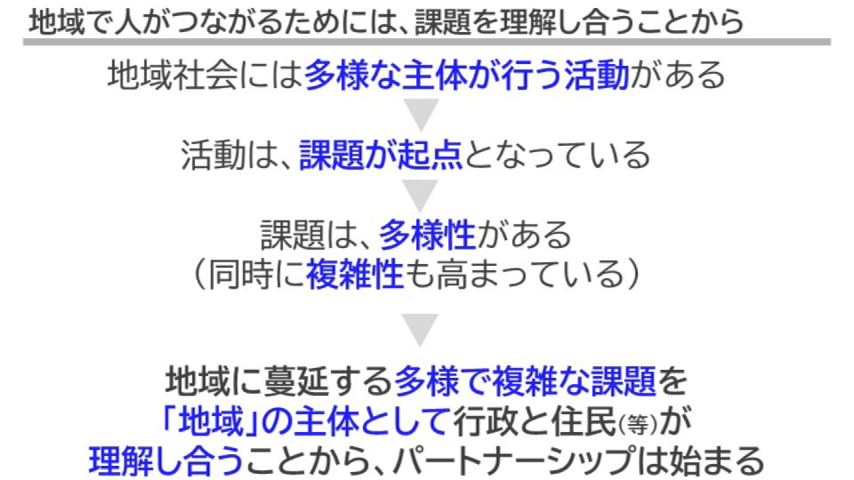 地域で人がつながるためには、課題を理解し合うことから
地域社会には多様な主体が行う活動がある
活動は、課題が起点となっている
課題は、多様性がある
（同時に複雑性も高まっている）
地域に蔓延する多様で複雑な課題を
「地域」の主体として行政と住民(等)が
理解し合うことから、パートナーシップは始まる